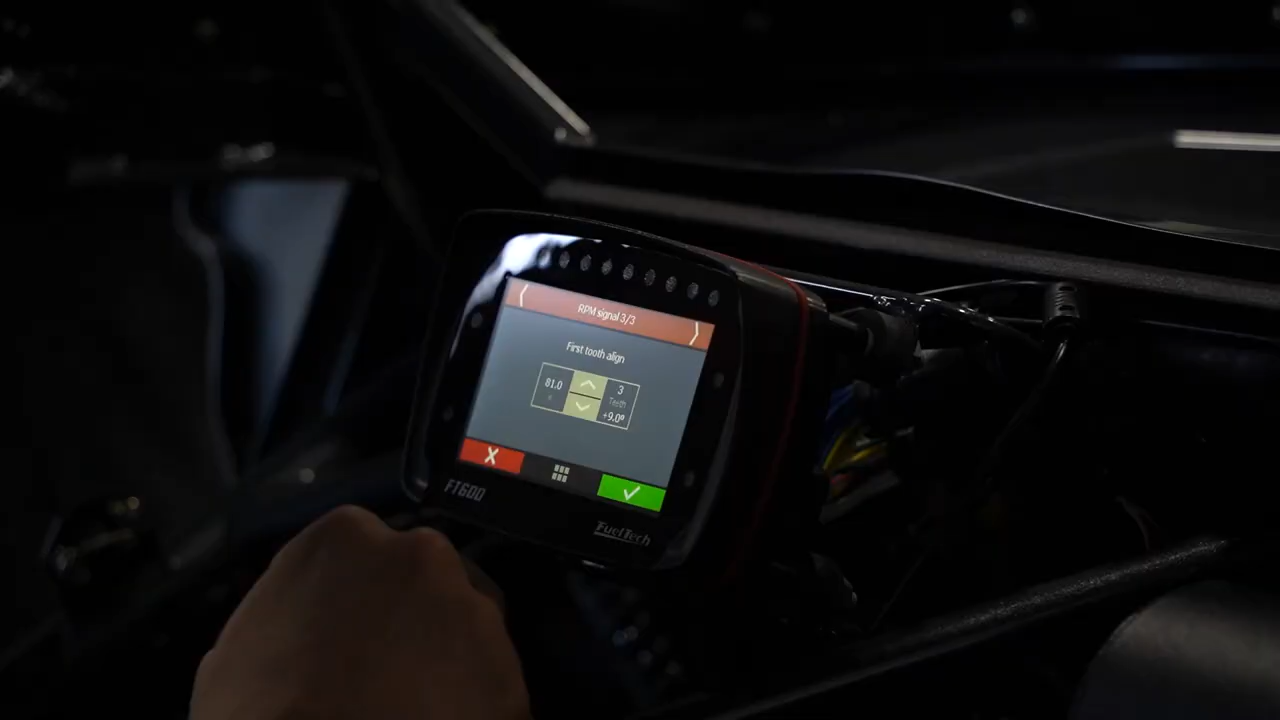 RPM signal 3/3
First tooth align
81.0
3
Teeth
+9.0º
FT600
FuelTech